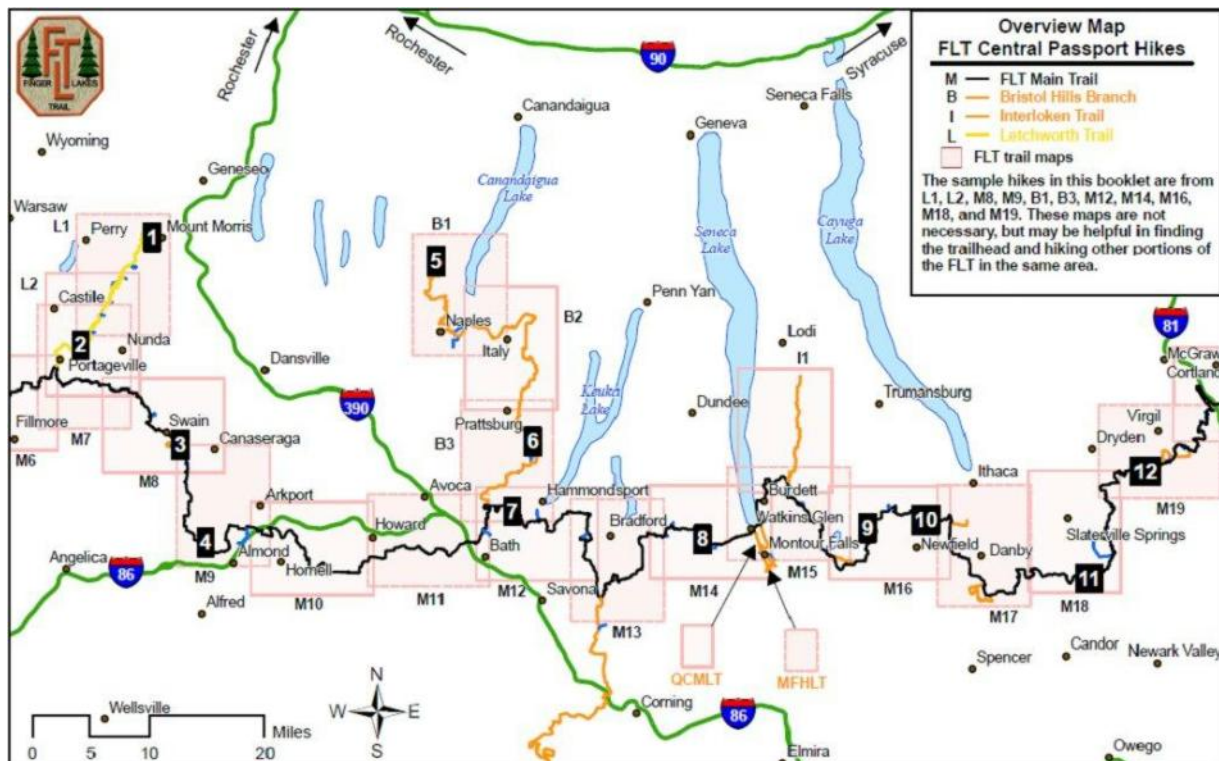 FLT
FINGER LAKES
TRAIL
Rochester
Rochester
90
Syracuse
Overview Map
FLT Central Passport Hikes
M FLT Main Trail
B Bristol Hills Branch
I Interloken Trail
L Letchworth Trail
FLT trail maps
The sample hikes in this booklet are from
L1, L2, M8, M9, B1, B3, M12, M14, M16,
M18, and M19. These maps are not
necessary, but may be helpful in finding
the trailhead and hiking other portions of
the FLT in the same area.
Wyoming
Geneseo
Canandaigua
Geneva
Seneca Falls
Canandaigua
Lake
Seneca
Lake
Cayuga
Lake
Warsaw
L1
Perry
1
Mount Morris
B1
5
L2
Castile
Naples
Italy
B2
Penn Yan
Lodi
I1
81
2
Nunda
Portageville
Dansville
390
Keuka
Lake
Dundee
Trumansburg
McGraw
Cortland
Fillmore
M6
M7
Swain
3
Canaseraga
M8
Prattsburg
B3
6
Virgil
Dryden
12
M19
Ithaca
Arkport
Avoca
Hammondsport
7
Bradford
8
Burdett
Watkins Glen
Montour Falls
9
10
Newfield
Danby
Slaterville Springs
11
4
Almond
M9
Howard
Hornell
Bath
Angelica
86
Alfred
M10
M11
M12
Savona
M13
M14
M15
M16
M17
M18
QCMLT
MFHLT
Spencer
Candor
Newark Valley
Wellsville
N
W E
S
Corning
86
Elmira
Owego
0 5 10 20
Miles